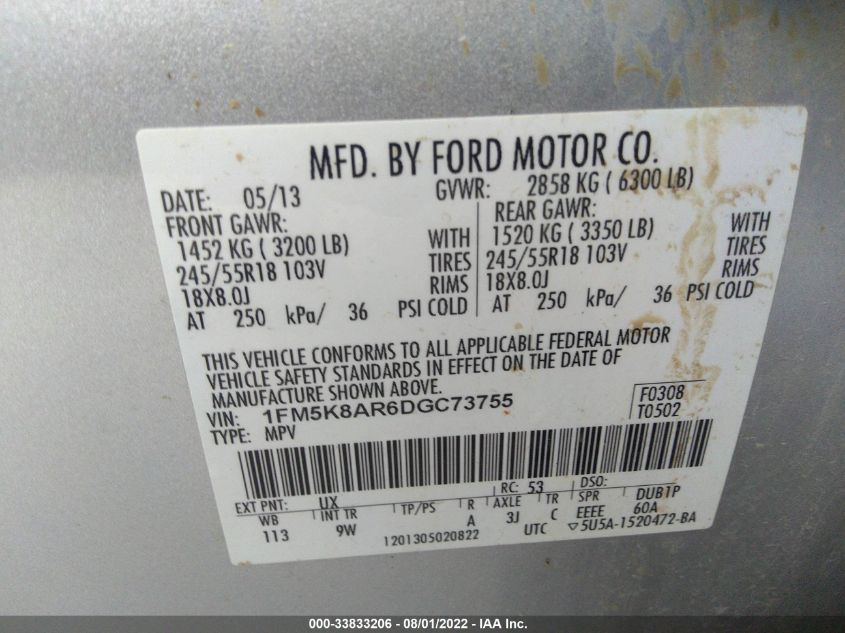 MFD. BY FORD MOTOR CO.
DATE: 05/13 GVWR: 2858 KG ( 6300 LB)
FRONT GAWR: REAR GAWR:
1452 KG ( 3200 LB) WITH 1520 KG ( 3350 LB) WITH
245/55R18 103V TIRES 245/55R18 103V TIRES
18X8.0J RIMS 18X8.0J RIMS
AT 250 kPa/ 36 PSI COLD AT 250 kPa/ 36 PSI COLD
THIS VEHICLE CONFORMS TO ALL APPLICABLE FEDERAL MOTOR
VEHICLE SAFETY STANDARDS IN EFFECT ON THE DATE OF
MANUFACTURE SHOWN ABOVE.
VIN: 1FM5K8AR6DGC73755 F0308
TYPE: MPV T0502
EXT PNT: UX RC: 53 DSO:
WB INT TR TP/PS R AXLE TR SPR DUB1P
113 9W A 3J C EEEE 60A
1201305020822 UTC ▽5U5A-1520472-BA
000-33833206 - 08/01/2022 - IAA Inc.